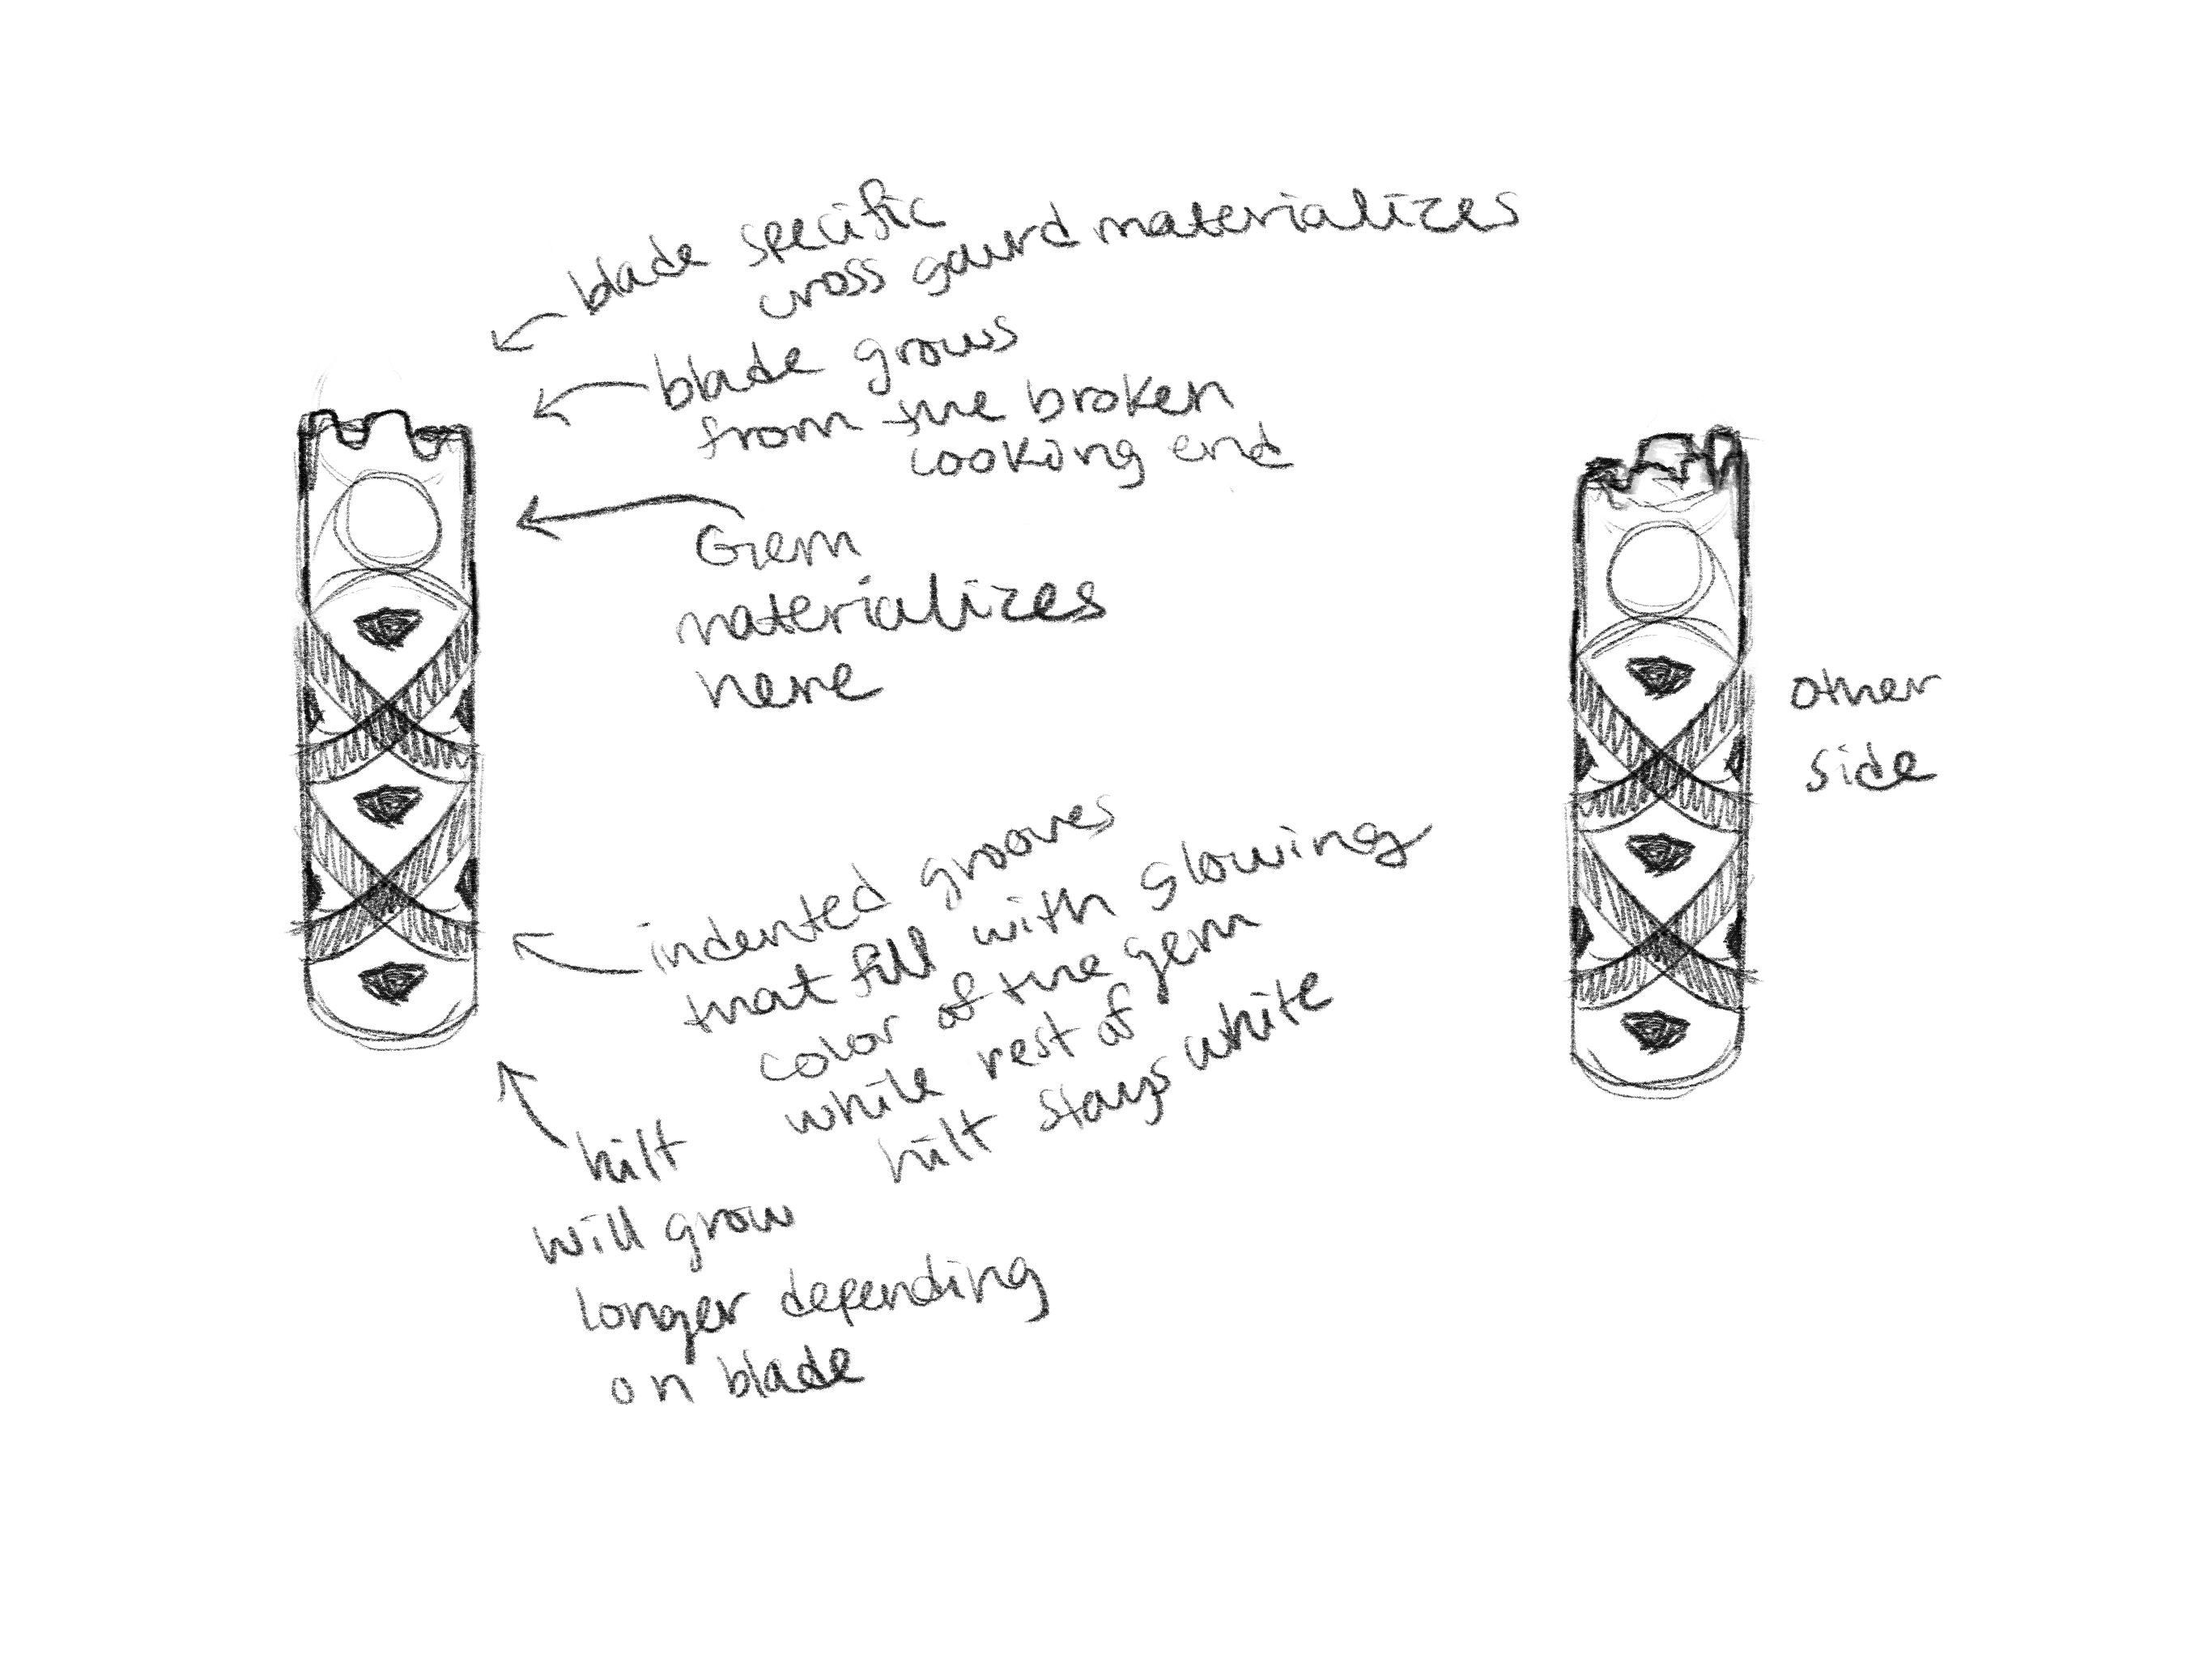 blade specific
cross gaurd materializes
blade grows
from the broken
looking end
Gem
materializes
here
other
side
indented grooves
that fill with glowing
color of the gem
while rest of
hilt stays white
hilt
will grow
longer depending
on blade